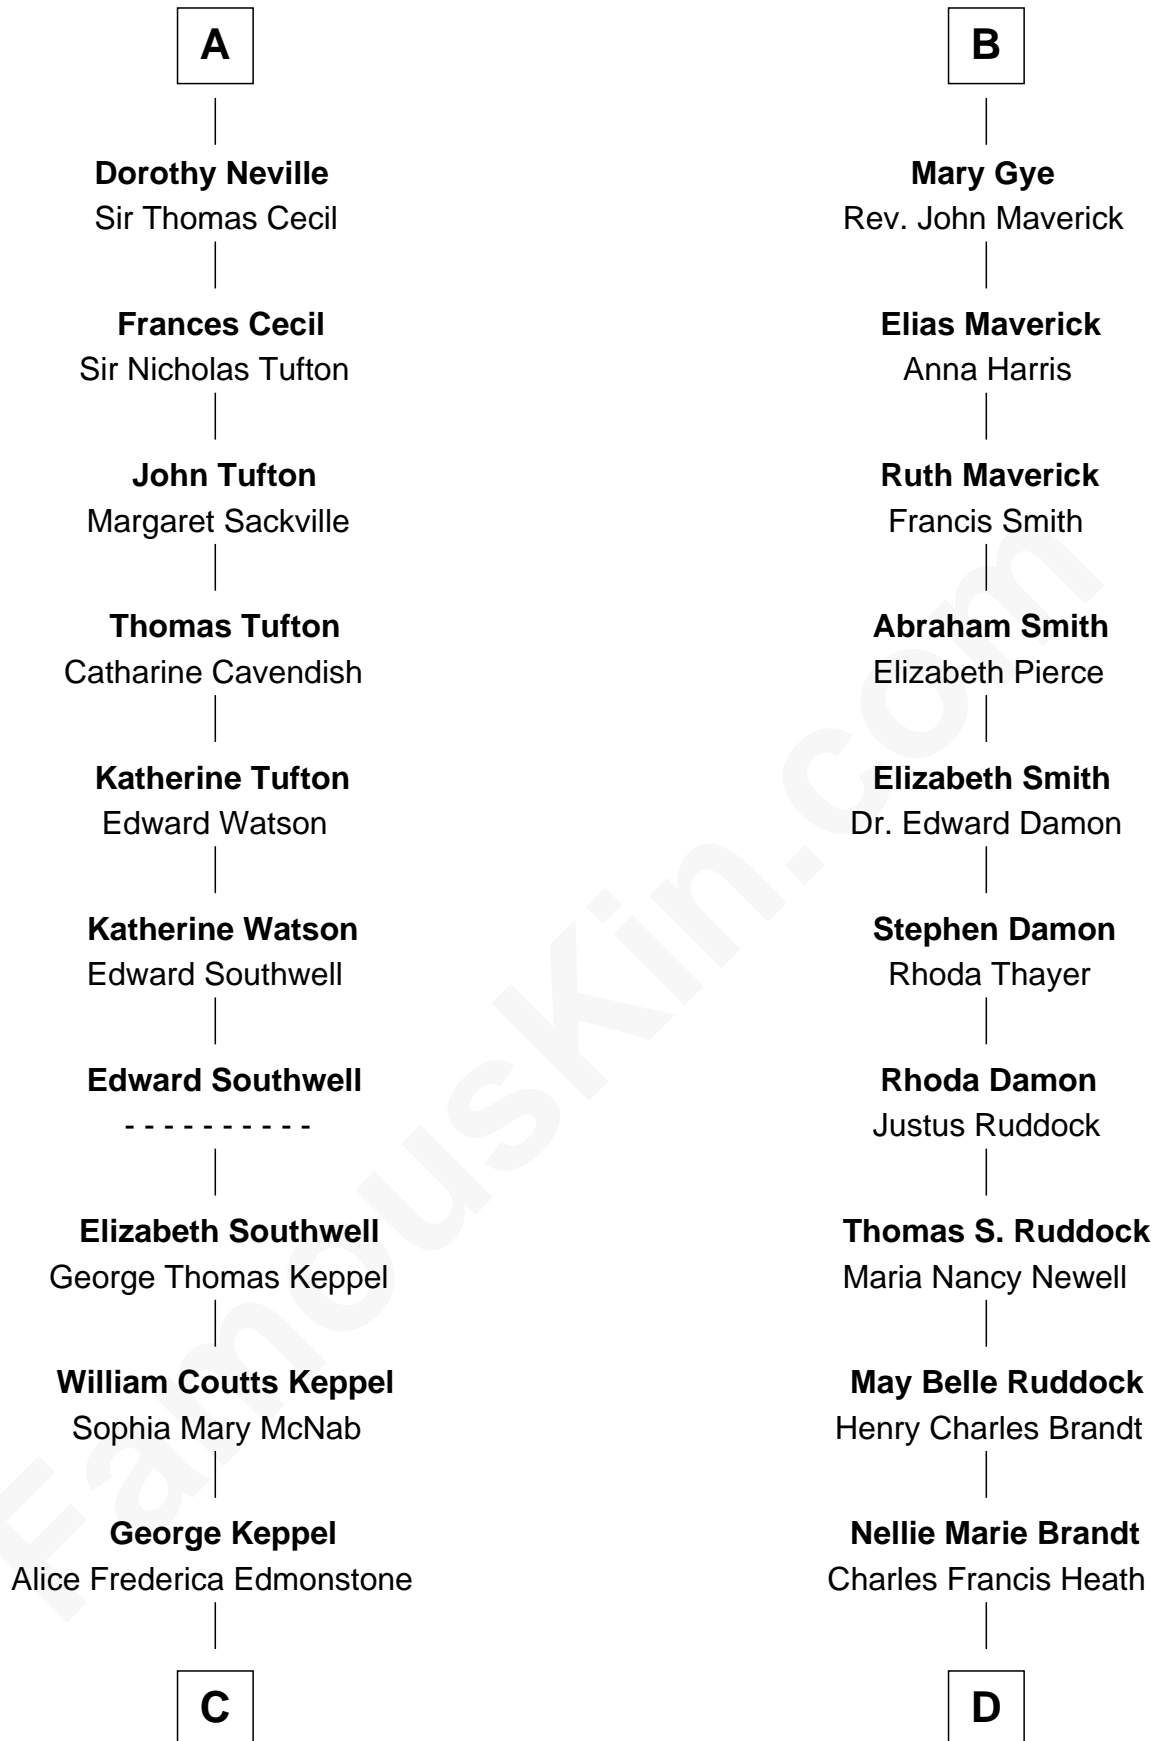 A
Dorothy Neville
Sir Thomas Cecil
Frances Cecil
Sir Nicholas Tufton
John Tufton
Margaret Sackville
Thomas Tufton
Catharine Cavendish
Katherine Tufton
Edward Watson
Katherine Watson
Edward Southwell
Edward Southwell
- - - - - - - - - -
Elizabeth Southwell
George Thomas Keppel
William Coutts Keppel
Sophia Mary McNab
George Keppel
Alice Frederica Edmonstone
C
B
Mary Gye
Rev. John Maverick
Elias Maverick
Anna Harris
Ruth Maverick
Francis Smith
Abraham Smith
Elizabeth Pierce
Elizabeth Smith
Dr. Edward Damon
Stephen Damon
Rhoda Thayer
Rhoda Damon
Justus Ruddock
Thomas S. Ruddock
Maria Nancy Newell
May Belle Ruddock
Henry Charles Brandt
Nellie Marie Brandt
Charles Francis Heath
D
FamousKin.com